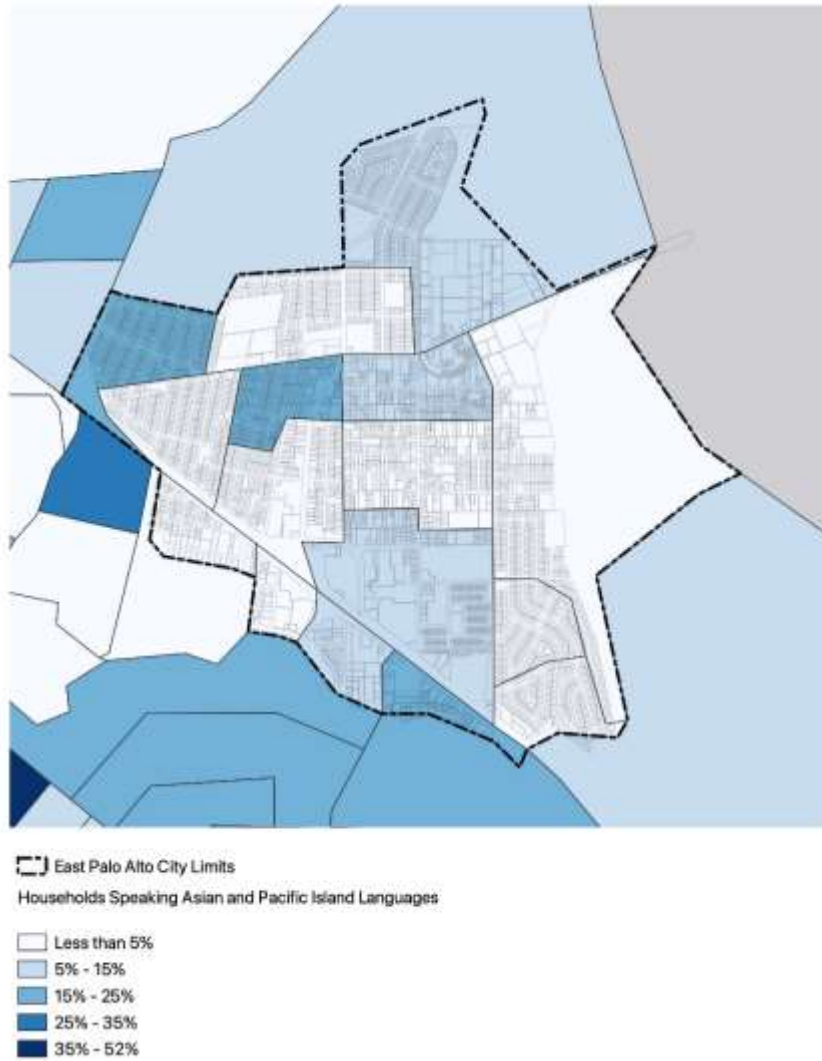 East Palo Alto City Limits
Households Speaking Asian and Pacific Island Languages
Less than 5%
5% - 15%
15% - 25%
25% - 35%
35% - 52%